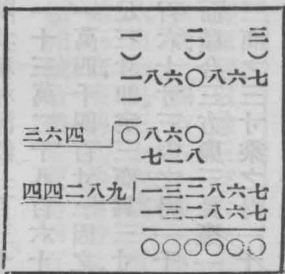 一 二 三
︶ ︶ ︶
一八六〇八六七
一
三六四 〇八六〇
七二八
四四二八九 一三二八六七
一三二八六七
〇〇〇〇〇〇